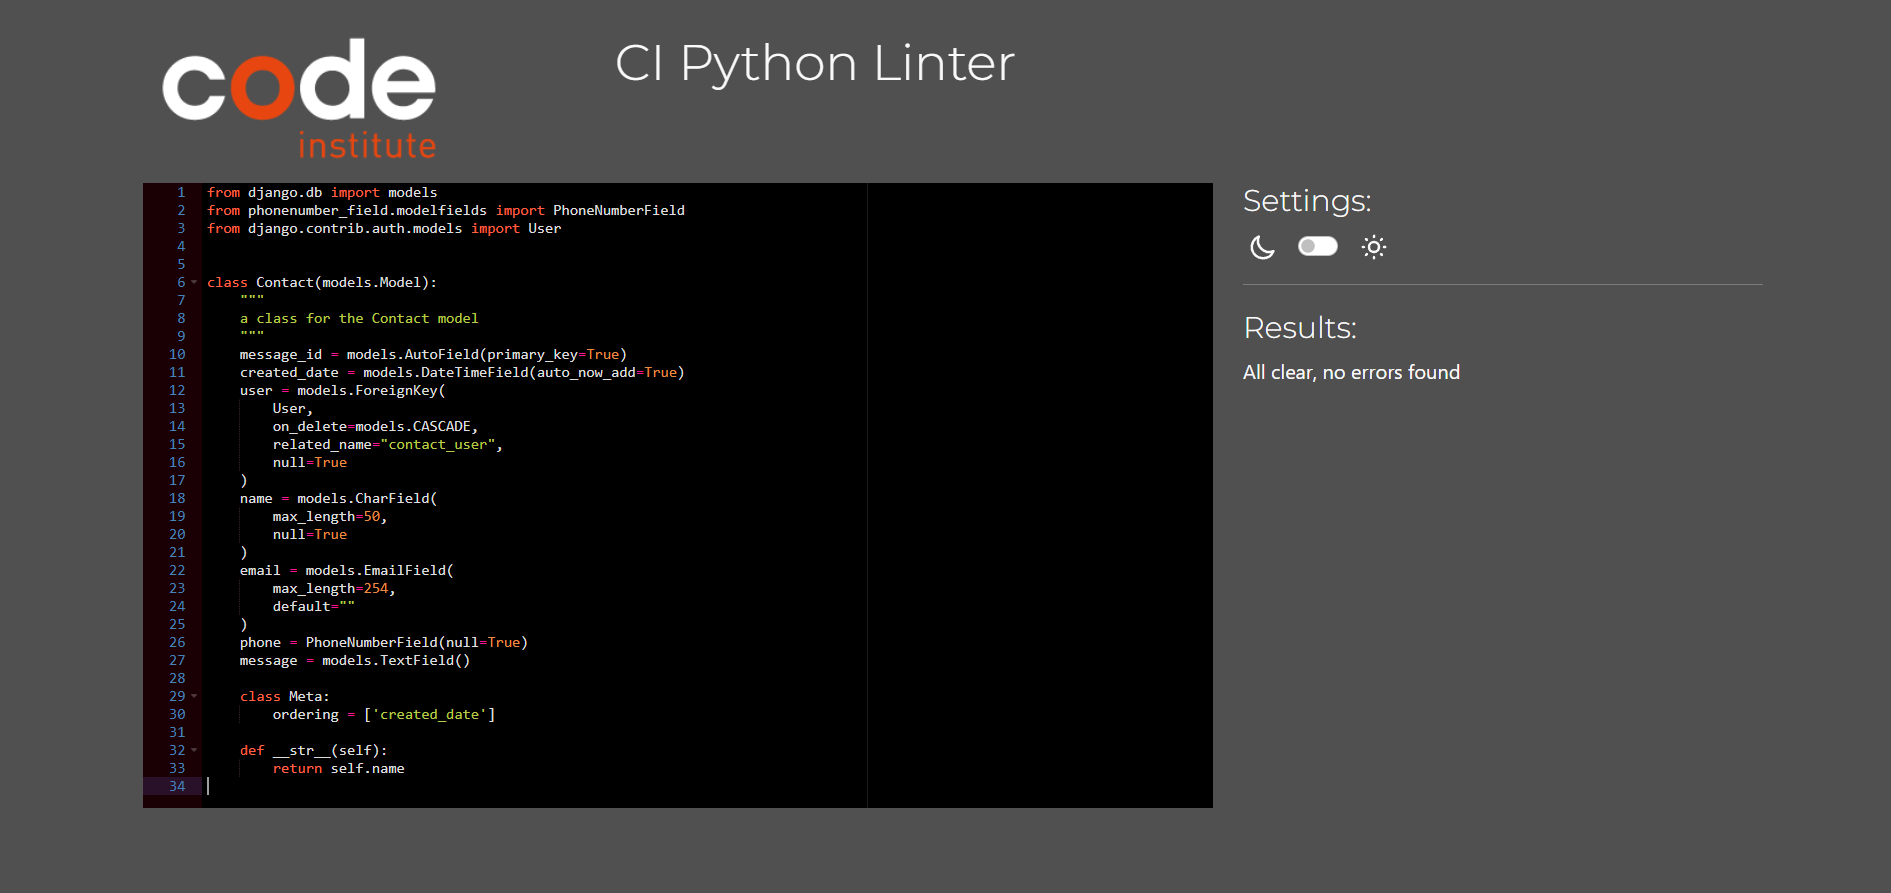 code
institute
CI Python Linter
1 from django.db import models
2 from phonenumber_field.modelfields import PhoneNumberField
3 from django.contrib.auth.models import User
4
5
6 class Contact(models.Model):
7     """
8     a class for the Contact model
9     """
10     message_id = models.AutoField(primary_key=True)
11     created_date = models.DateTimeField(auto_now_add=True)
12     user = models.ForeignKey(
13         User,
14         on_delete=models.CASCADE,
15         related_name="contact_user",
16         null=True
17     )
18     name = models.CharField(
19         max_length=50,
20         null=True
21     )
22     email = models.EmailField(
23         max_length=254,
24         default=""
25     )
26     phone = PhoneNumberField(null=True)
27     message = models.TextField()
28
29     class Meta:
30         ordering = ['created_date']
31
32     def __str__(self):
33         return self.name
34
Settings:
Results:
All clear, no errors found